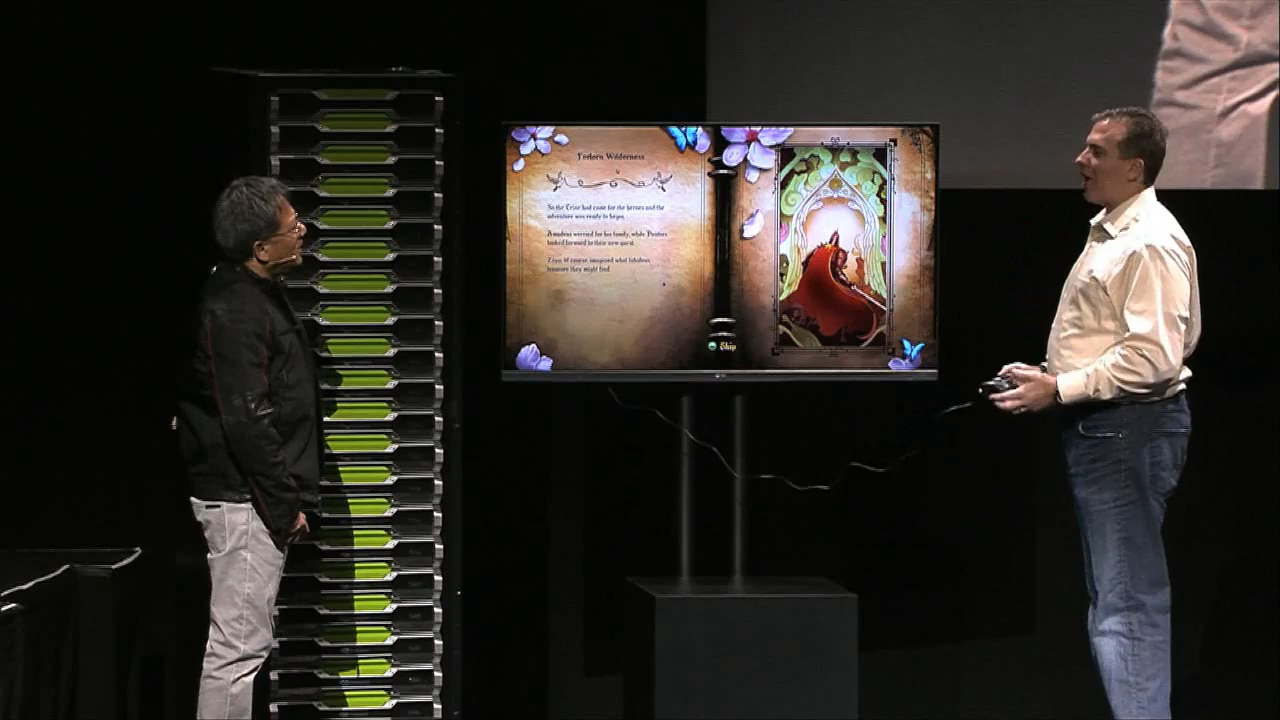 Forlorn Wilderness
In the Trine had come for the heroes and the
adventure was ready to begin.
Amadeus worried for his family, while Pontius
looked forward to their new quest.
Zoya of course imagined what fabulous
treasure they might find.
Skip